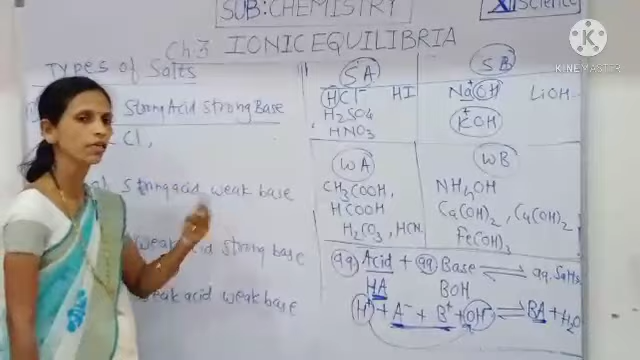 SUB: CHEMISTRY
XI Science
Ch.3 IONIC EQUILIBRIA
KINEMASTER
Types of Salts
Strong Acid Strong Base
Cl,
Strong acid weak base
weak acid strong base
weak acid weak base
SA
HCl HI
H2SO4
HNO3
SB
Na+OH- LiOH
K+OH
WA
CH3COOH,
HCOOH
H2CO3, HCN
WB
NH4OH
Ca(OH)2, Cu(OH)2
Fe(OH)3
aq Acid + aq Base ⇌ aq. salts
HA BOH
H+ + A- + B+ + OH- ⇌ BA + H2O